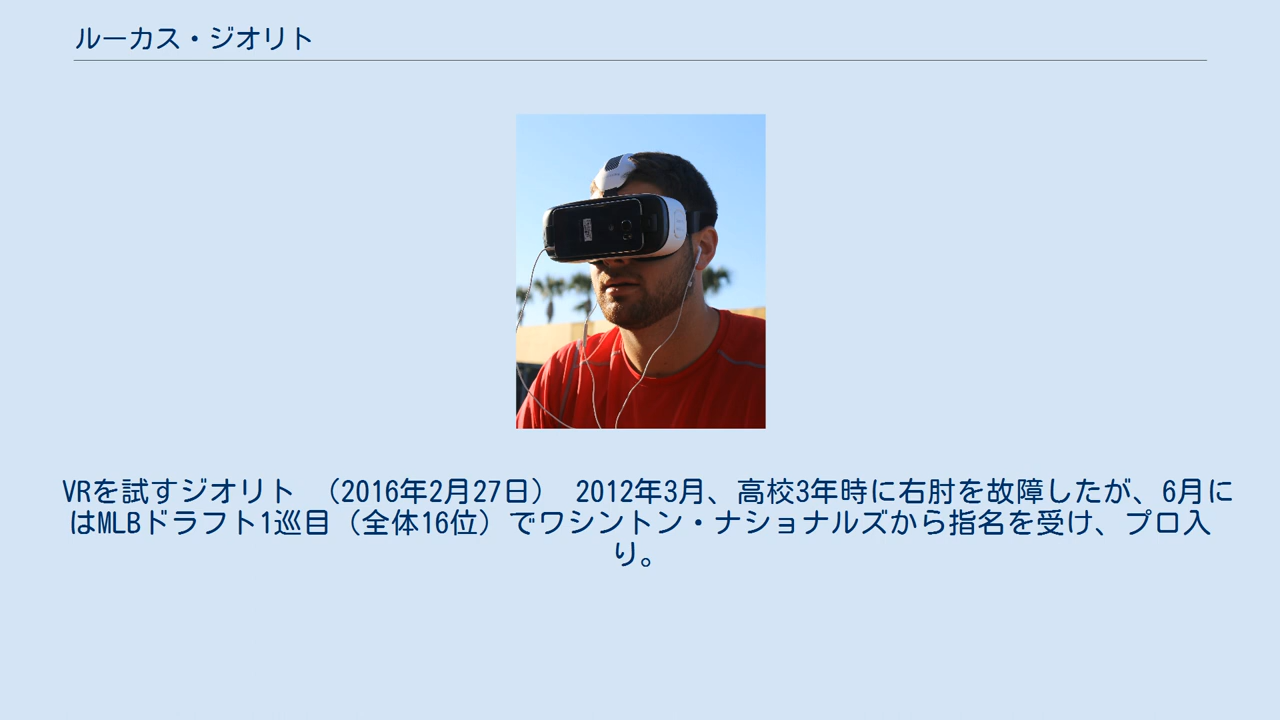 ルーカス・ジオリト
VRを試すジオリト （2016年2月27日） 2012年3月、高校3年時に右肘を故障したが、6月に
はMLBドラフト1巡目（全体16位）でワシントン・ナショナルズから指名を受け、プロ入
り。